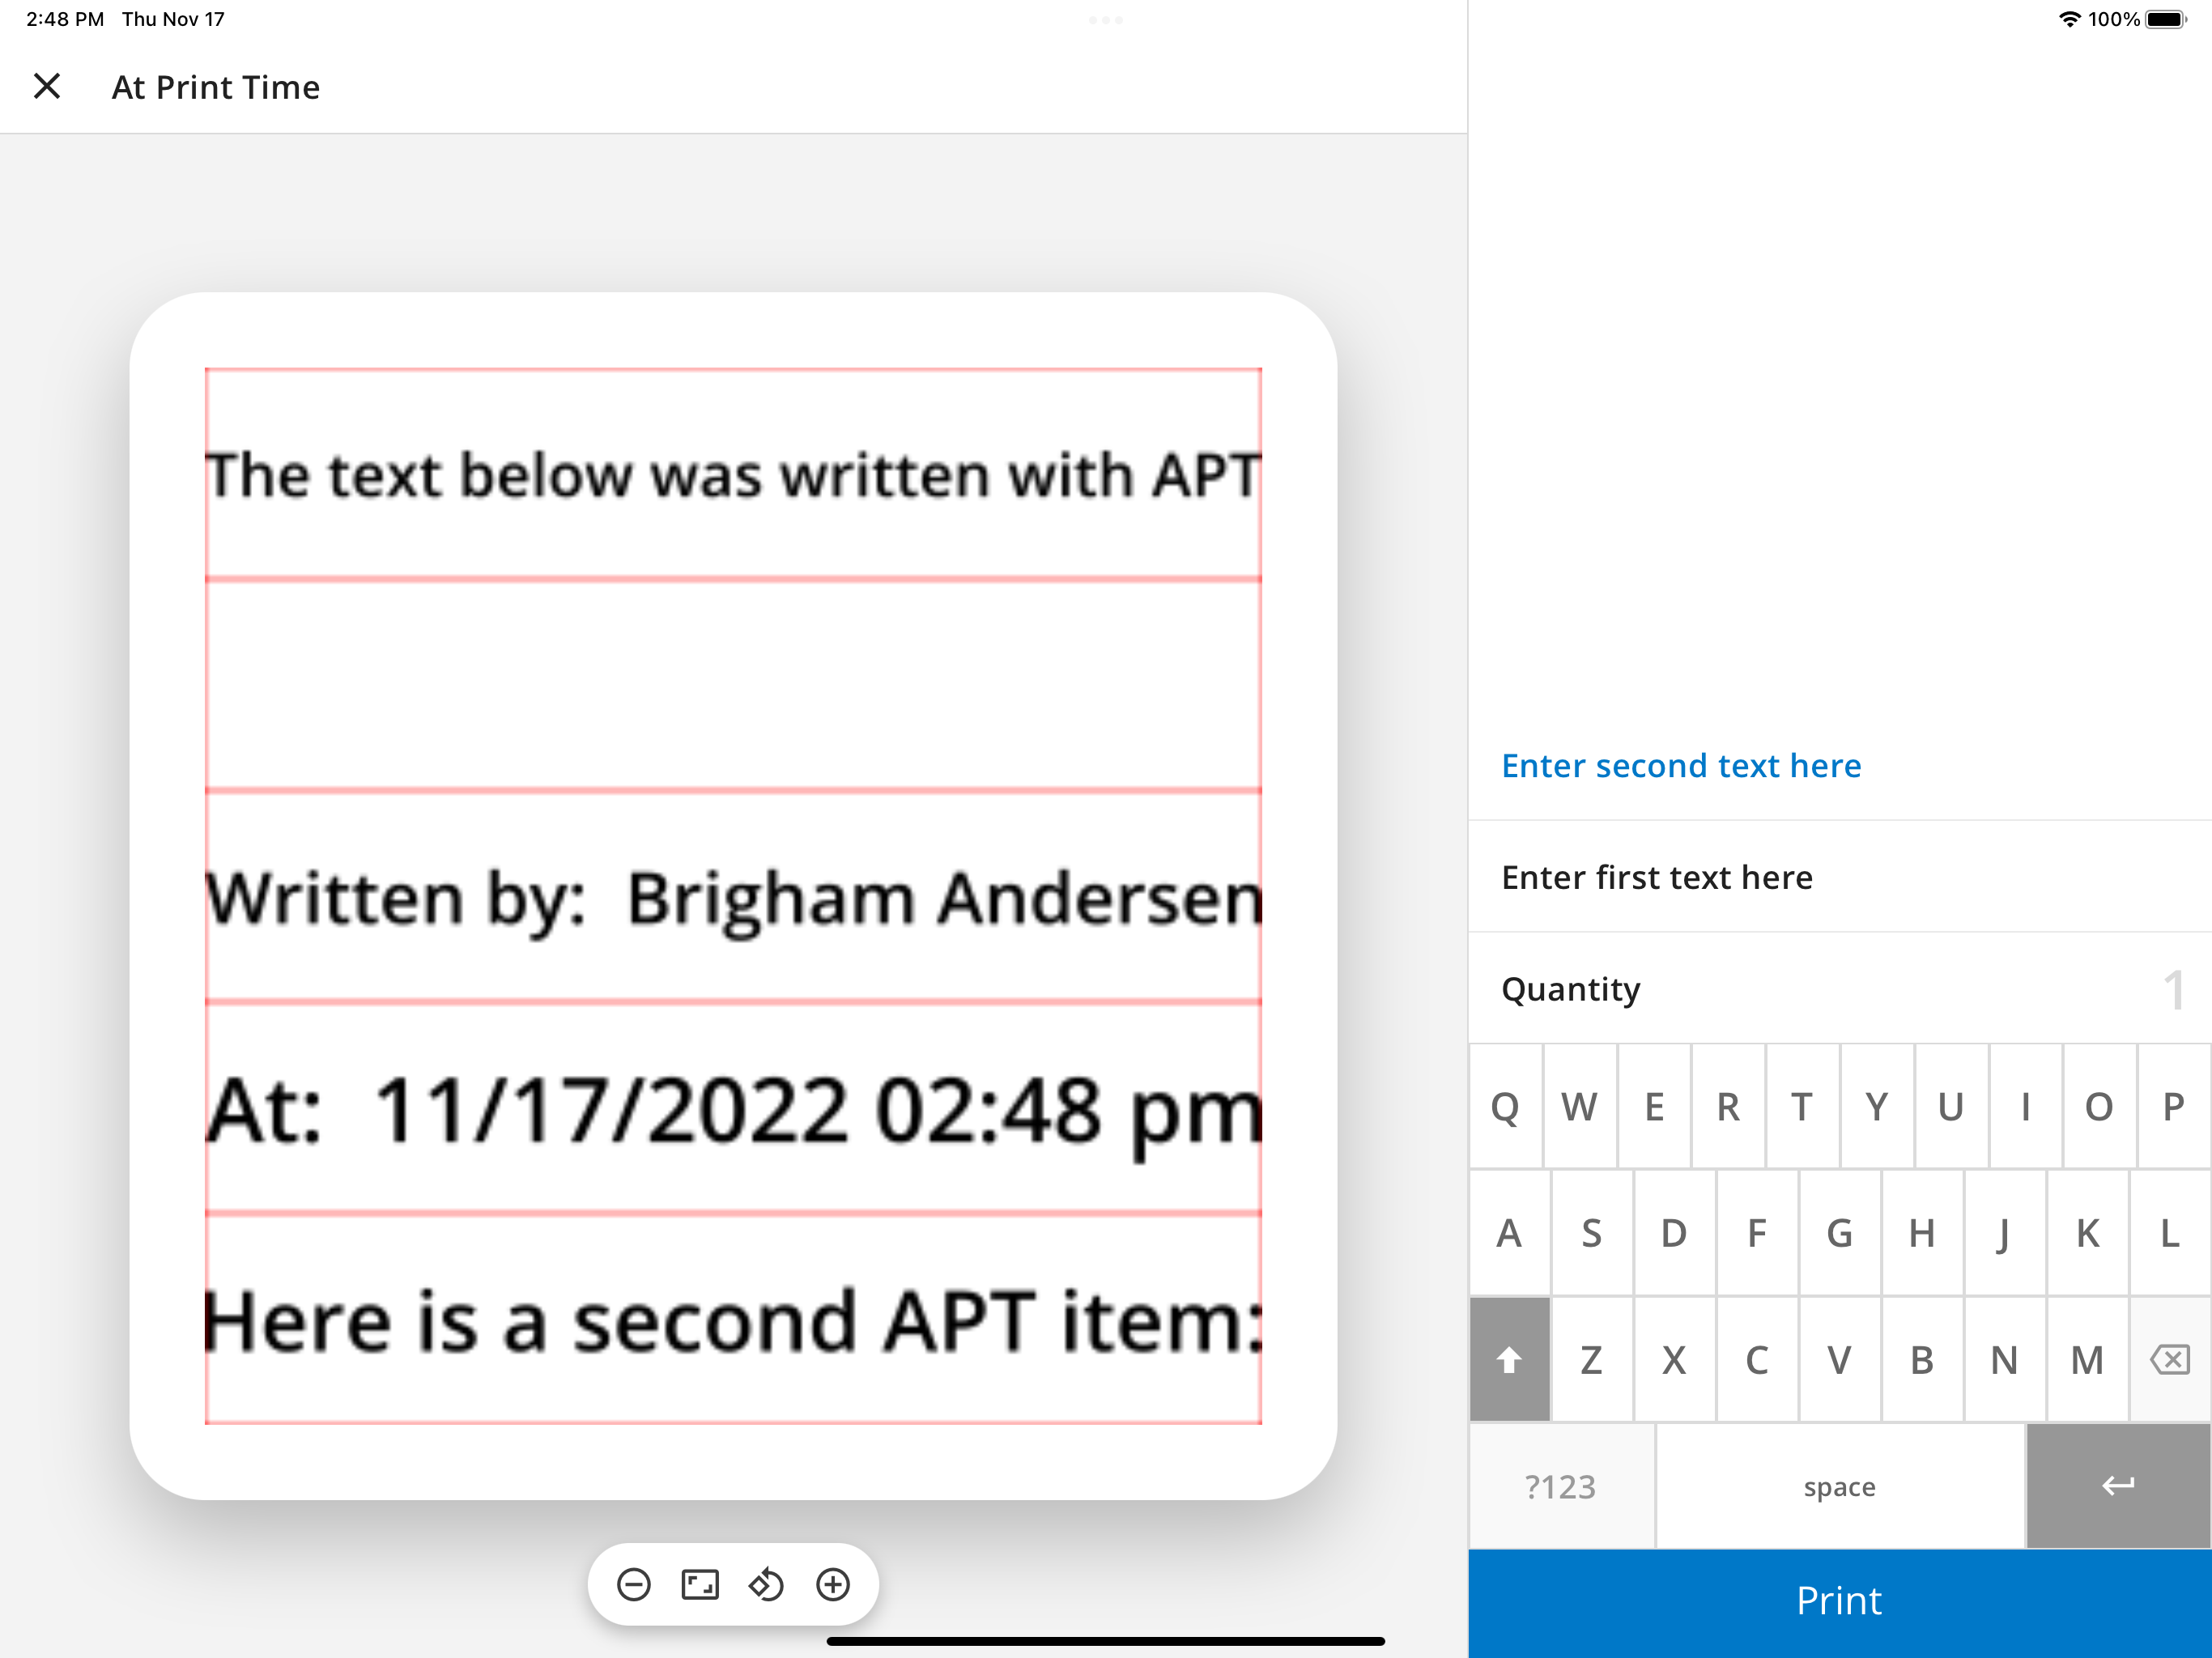 2:48 PM Thu Nov 17
100%
At Print Time
The text below was written with APT
Written by: Brigham Andersen
At: 11/17/2022 02:48 pm
Here is a second APT item:
Enter second text here
Enter first text here
Quantity 1
Q W E R T Y U I O P
A S D F G H J K L
Z X C V B N M
?123 space
Print